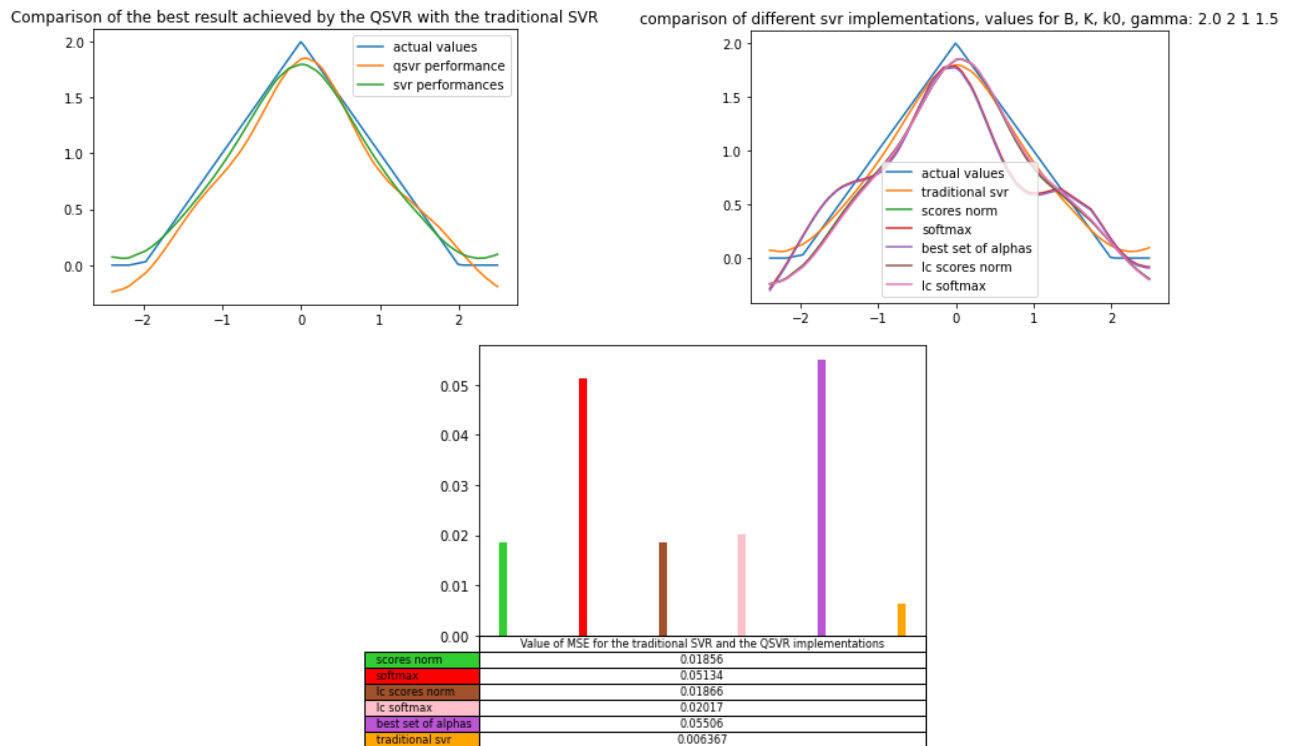 Comparison of the best result achieved by the QSVR with the traditional SVR
2.0
1.5
1.0
0.5
0.0
−2
−1
0
1
2
actual values
qsvr performance
svr performances
comparison of different svr implementations, values for B, K, k0, gamma: 2.0 2 1 1.5
2.0
1.5
1.0
0.5
0.0
−2
−1
0
1
2
actual values
traditional svr
scores norm
softmax
best set of alphas
lc scores norm
lc softmax
0.05
0.04
0.03
0.02
0.01
0.00
Value of MSE for the traditional SVR and the QSVR implementations
scores norm 0.01856
softmax 0.05134
lc scores norm 0.01866
lc softmax 0.02017
best set of alphas 0.05506
traditional svr 0.006367